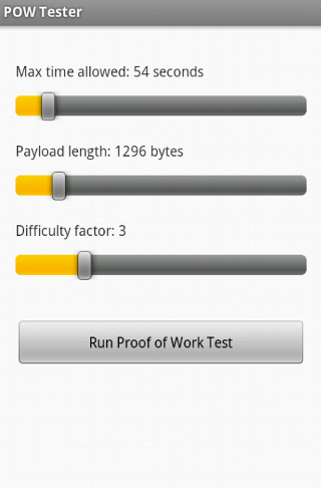 POW Tester
Max time allowed: 54 seconds
Payload length: 1296 bytes
Difficulty factor: 3
Run Proof of Work Test